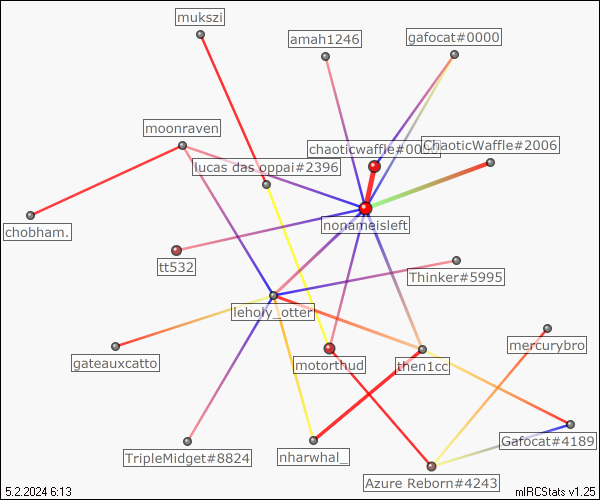 mukszi
amah1246
gafocat#0000
moonraven
chaoticwaffle#00
ChaoticWaffle#2006
lucas das oppai#2396
chobham.
nonameisleft
tt532
Thinker#5995
leholy_otter
gateauxcatto
motorthud
then1cc
mercurybro
TripleMidget#8824
nharwhal_
Gafocat#4189
Azure Reborn#4243
5.2.2024 6:13
mIRCStats v1.25